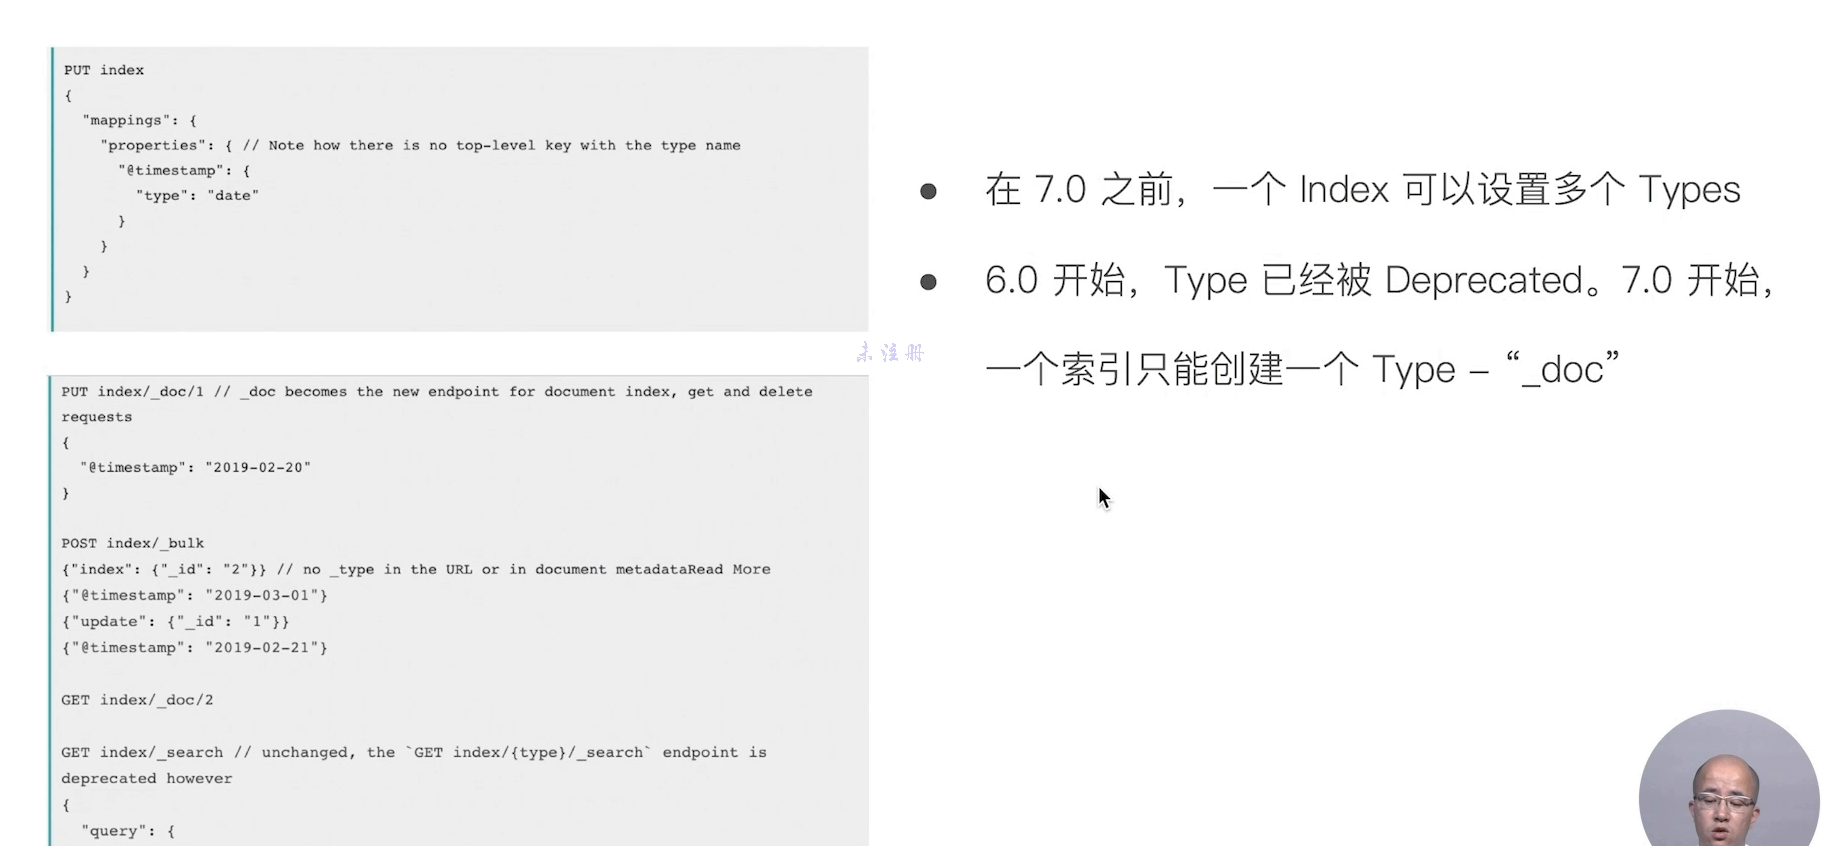 PUT index
{
"mappings": {
"properties": { // Note how there is no top-level key with the type name
"@timestamp": {
"type": "date"
}
}
}
}
PUT index/_doc/1 // _doc becomes the new endpoint for document index, get and delete
requests
{
"@timestamp": "2019-02-20"
}
POST index/_bulk
{"index": {"_id": "2"}} // no _type in the URL or in document metadataRead More
{"@timestamp": "2019-03-01"}
{"update": {"_id": "1"}}
{"@timestamp": "2019-02-21"}
GET index/_doc/2
GET index/_search // unchanged, the `GET index/{type}/_search` endpoint is
deprecated however
{
"query": {
● 在 7.0 之前，一个 Index 可以设置多个 Types
● 6.0 开始，Type 已经被 Deprecated。7.0 开始，
一个索引只能创建一个 Type – “_doc”
未注册